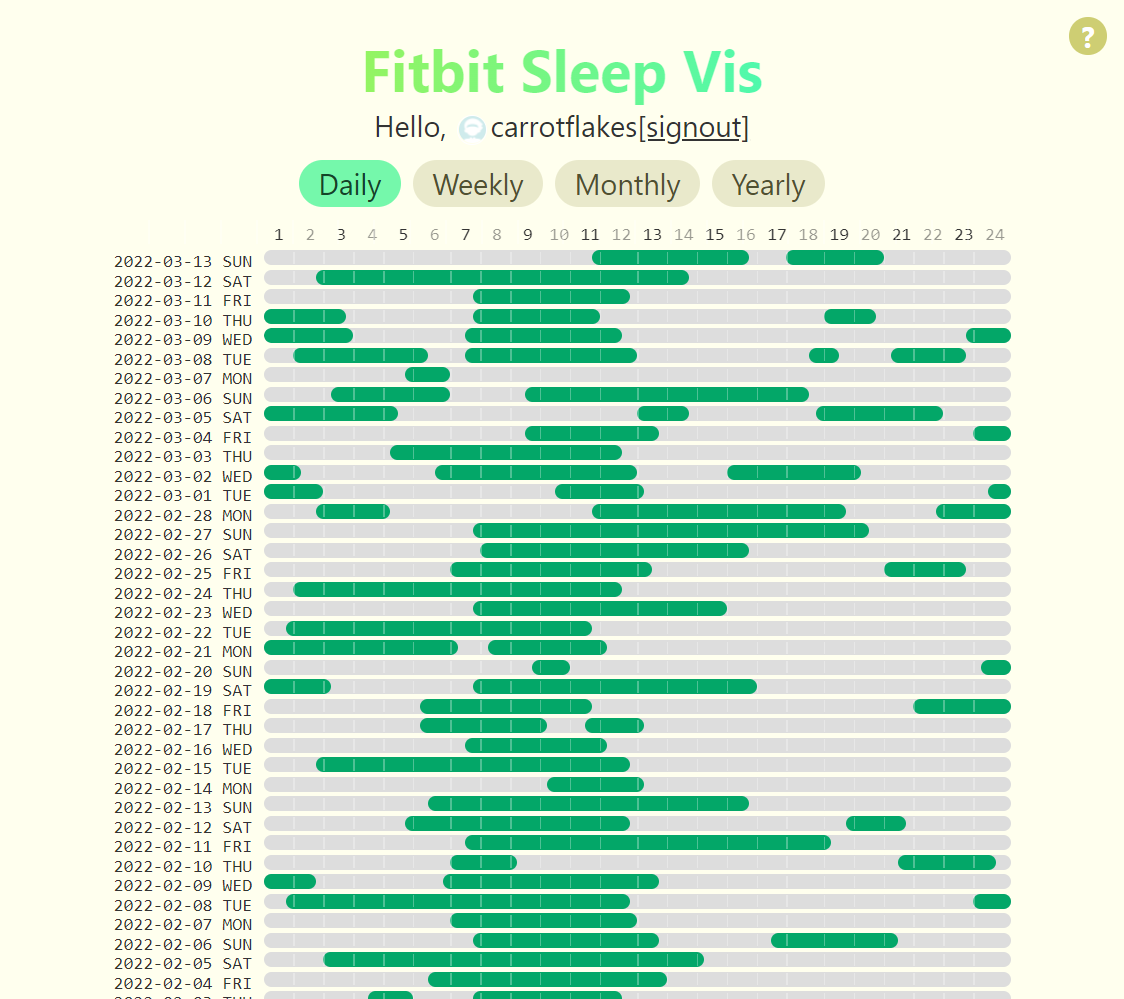 ?
Fitbit Sleep Vis
Hello, carrotflakes[signout]
Daily Weekly Monthly Yearly
1 2 3 4 5 6 7 8 9 10 11 12 13 14 15 16 17 18 19 20 21 22 23 24
2022-03-13 SUN
2022-03-12 SAT
2022-03-11 FRI
2022-03-10 THU
2022-03-09 WED
2022-03-08 TUE
2022-03-07 MON
2022-03-06 SUN
2022-03-05 SAT
2022-03-04 FRI
2022-03-03 THU
2022-03-02 WED
2022-03-01 TUE
2022-02-28 MON
2022-02-27 SUN
2022-02-26 SAT
2022-02-25 FRI
2022-02-24 THU
2022-02-23 WED
2022-02-22 TUE
2022-02-21 MON
2022-02-20 SUN
2022-02-19 SAT
2022-02-18 FRI
2022-02-17 THU
2022-02-16 WED
2022-02-15 TUE
2022-02-14 MON
2022-02-13 SUN
2022-02-12 SAT
2022-02-11 FRI
2022-02-10 THU
2022-02-09 WED
2022-02-08 TUE
2022-02-07 MON
2022-02-06 SUN
2022-02-05 SAT
2022-02-04 FRI